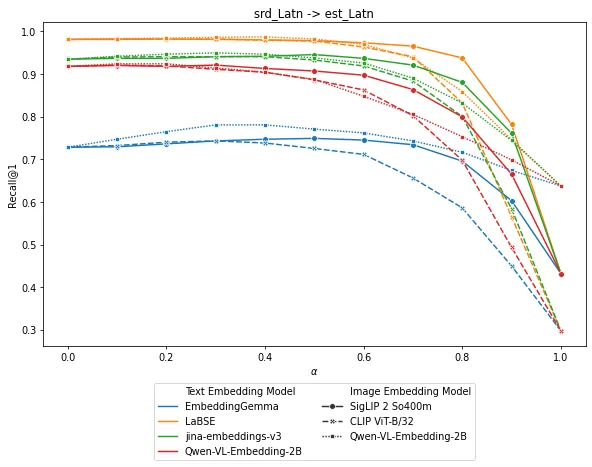 srd_Latn -> est_Latn
Recall@1
1.0
0.9
0.8
0.7
0.6
0.5
0.4
0.3
0.0 0.2 0.4 0.6 0.8 1.0
α
Text Embedding Model Image Embedding Model
EmbeddingGemma SigLIP 2 So400m
LaBSE CLIP ViT-B/32
jina-embeddings-v3 Qwen-VL-Embedding-2B
Qwen-VL-Embedding-2B